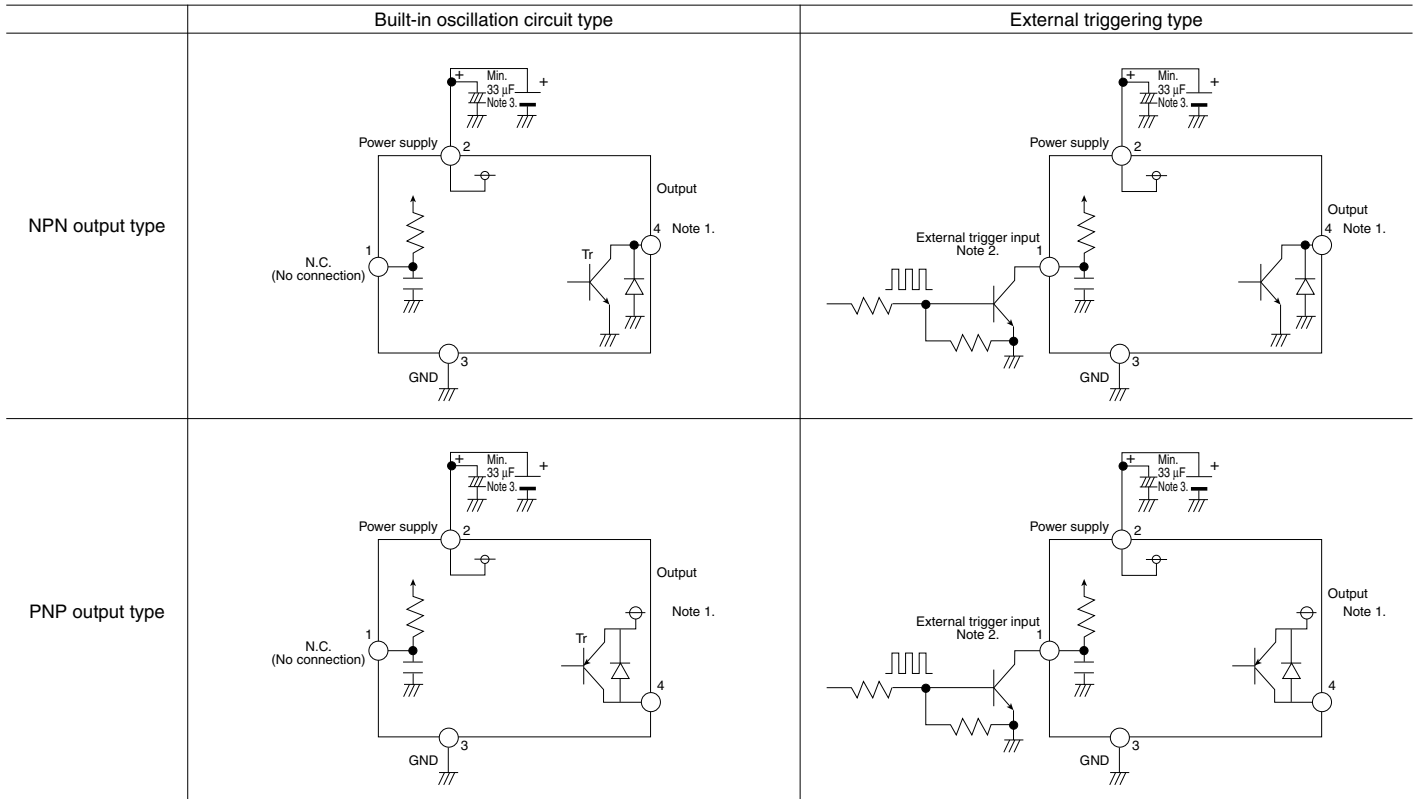 Built-in oscillation circuit type
External triggering type
NPN output type
+
Min.
33 µF
Note 3.
+
Power supply
2
Output
4
Note 1.
Tr
1
N.C.
(No connection)
3
GND
+
Min.
33 µF
Note 3.
+
Power supply
2
Output
4
Note 1.
External trigger input
Note 2.
1
3
GND
PNP output type
+
Min.
33 µF
Note 3.
+
Power supply
2
Output
Note 1.
Tr
1
N.C.
(No connection)
4
3
GND
+
Min.
33 µF
Note 3.
+
Power supply
2
Output
Note 1.
External trigger input
Note 2.
1
4
3
GND